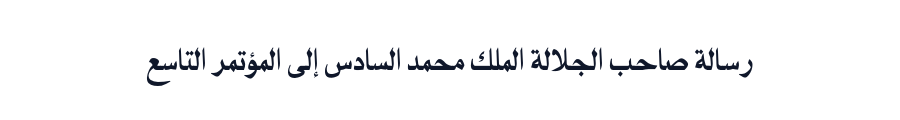 رسالة صاحب الجلالة الملك محمد السادس إلى المؤتمر التاسع